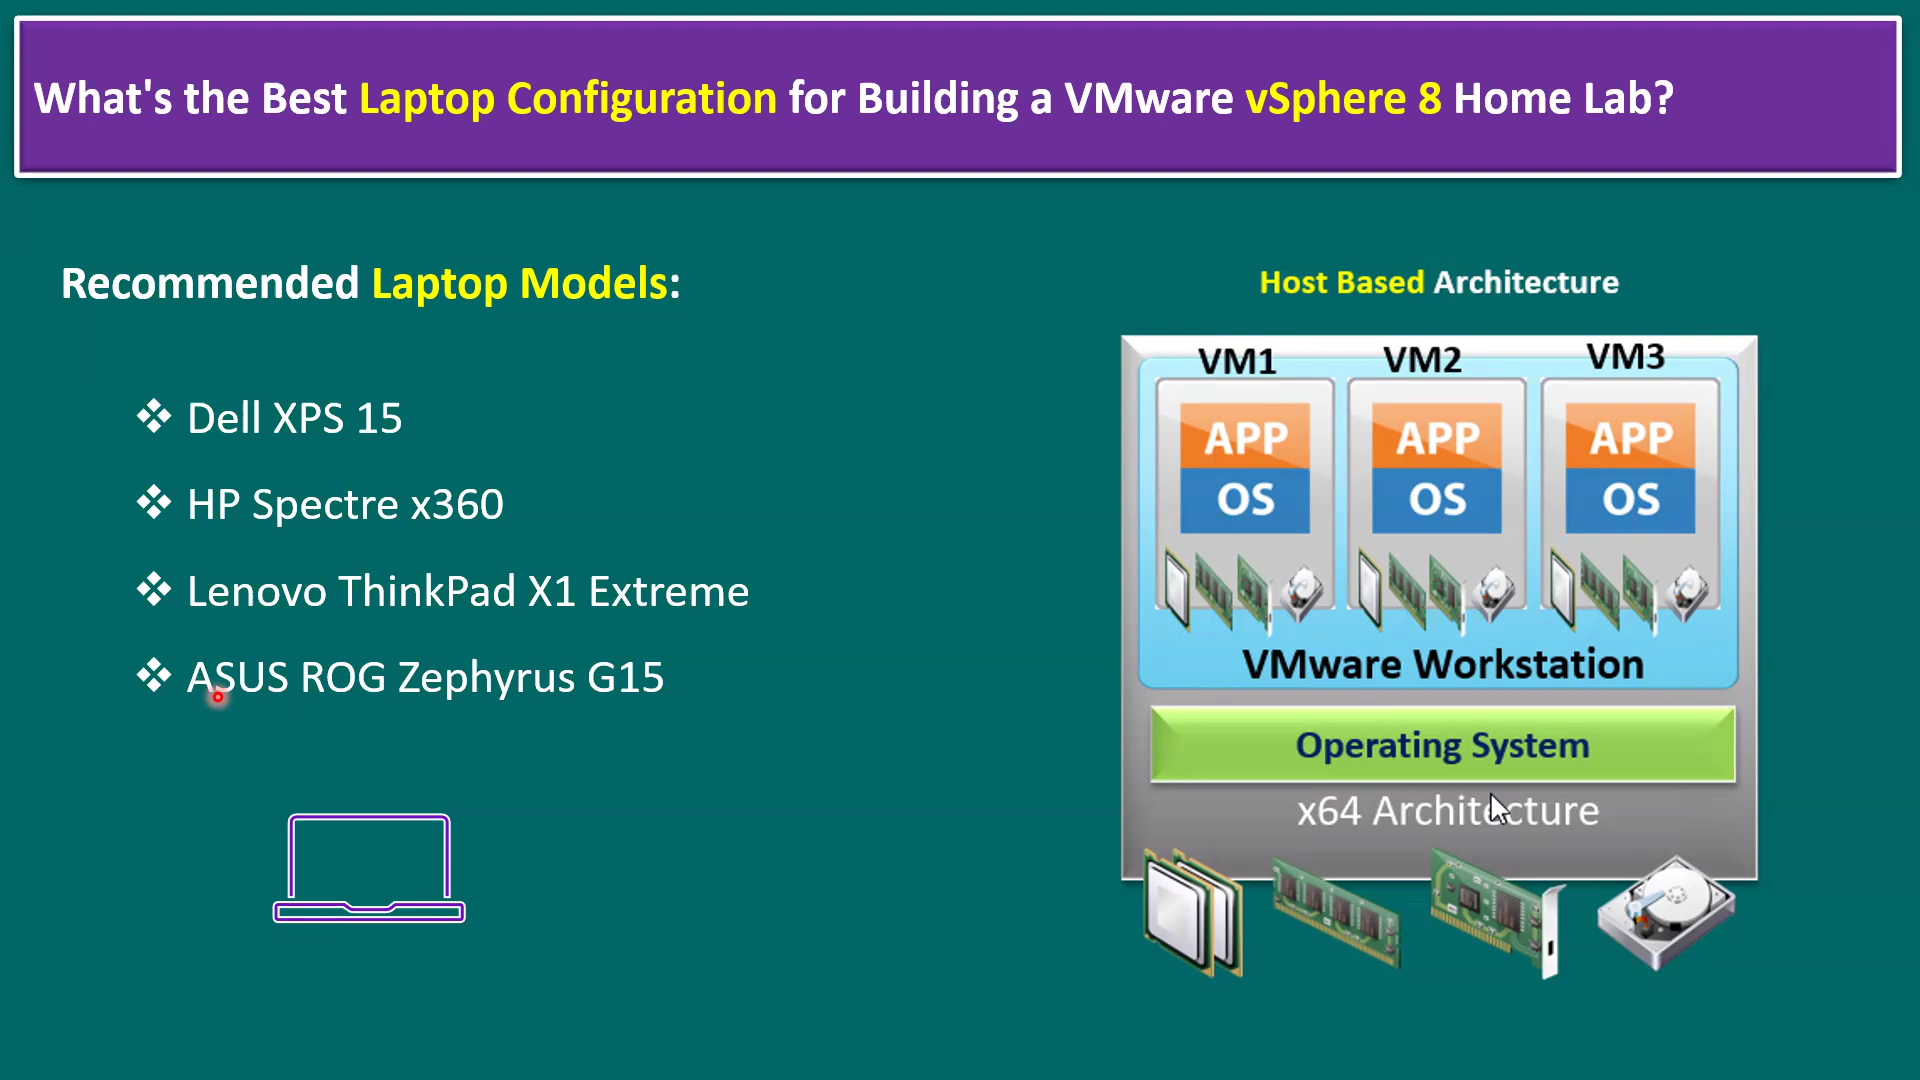 What's the Best Laptop Configuration for Building a VMware vSphere 8 Home Lab?
Recommended Laptop Models:
Dell XPS 15
HP Spectre x360
Lenovo ThinkPad X1 Extreme
ASUS ROG Zephyrus G15
Host Based Architecture
VM1 VM2 VM3
APP APP APP
OS OS OS
VMware Workstation
Operating System
x64 Architecture